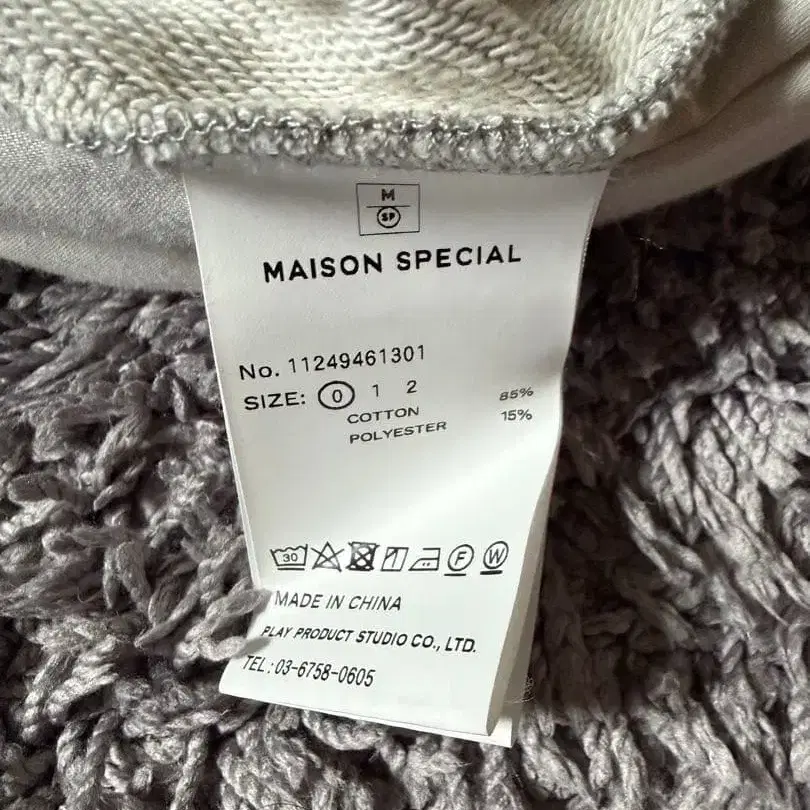 M
SP
MAISON SPECIAL
No. 11249461301
SIZE: 0 1 2
COTTON 85%
POLYESTER 15%
30 F W
MADE IN CHINA
PLAY PRODUCT STUDIO CO., LTD.
TEL:03-6758-0605